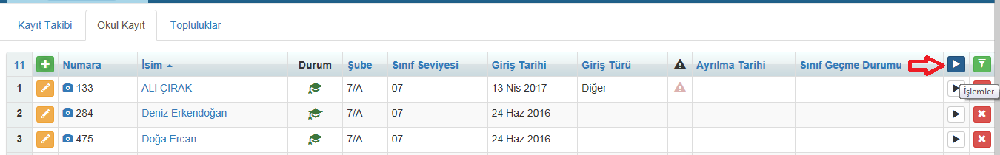 Kayıt Takibi Okul Kayıt Topluluklar
11 Numara İsim Durum Şube Sınıf Seviyesi Giriş Tarihi Giriş Türü Ayrılma Tarihi Sınıf Geçme Durumu
1 133 ALİ ÇIRAK 7/A 07 13 Nis 2017 Diğer
İşlemler
2 284 Deniz Erkendoğan 7/A 07 24 Haz 2016
3 475 Doğa Ercan 7/A 07 24 Haz 2016